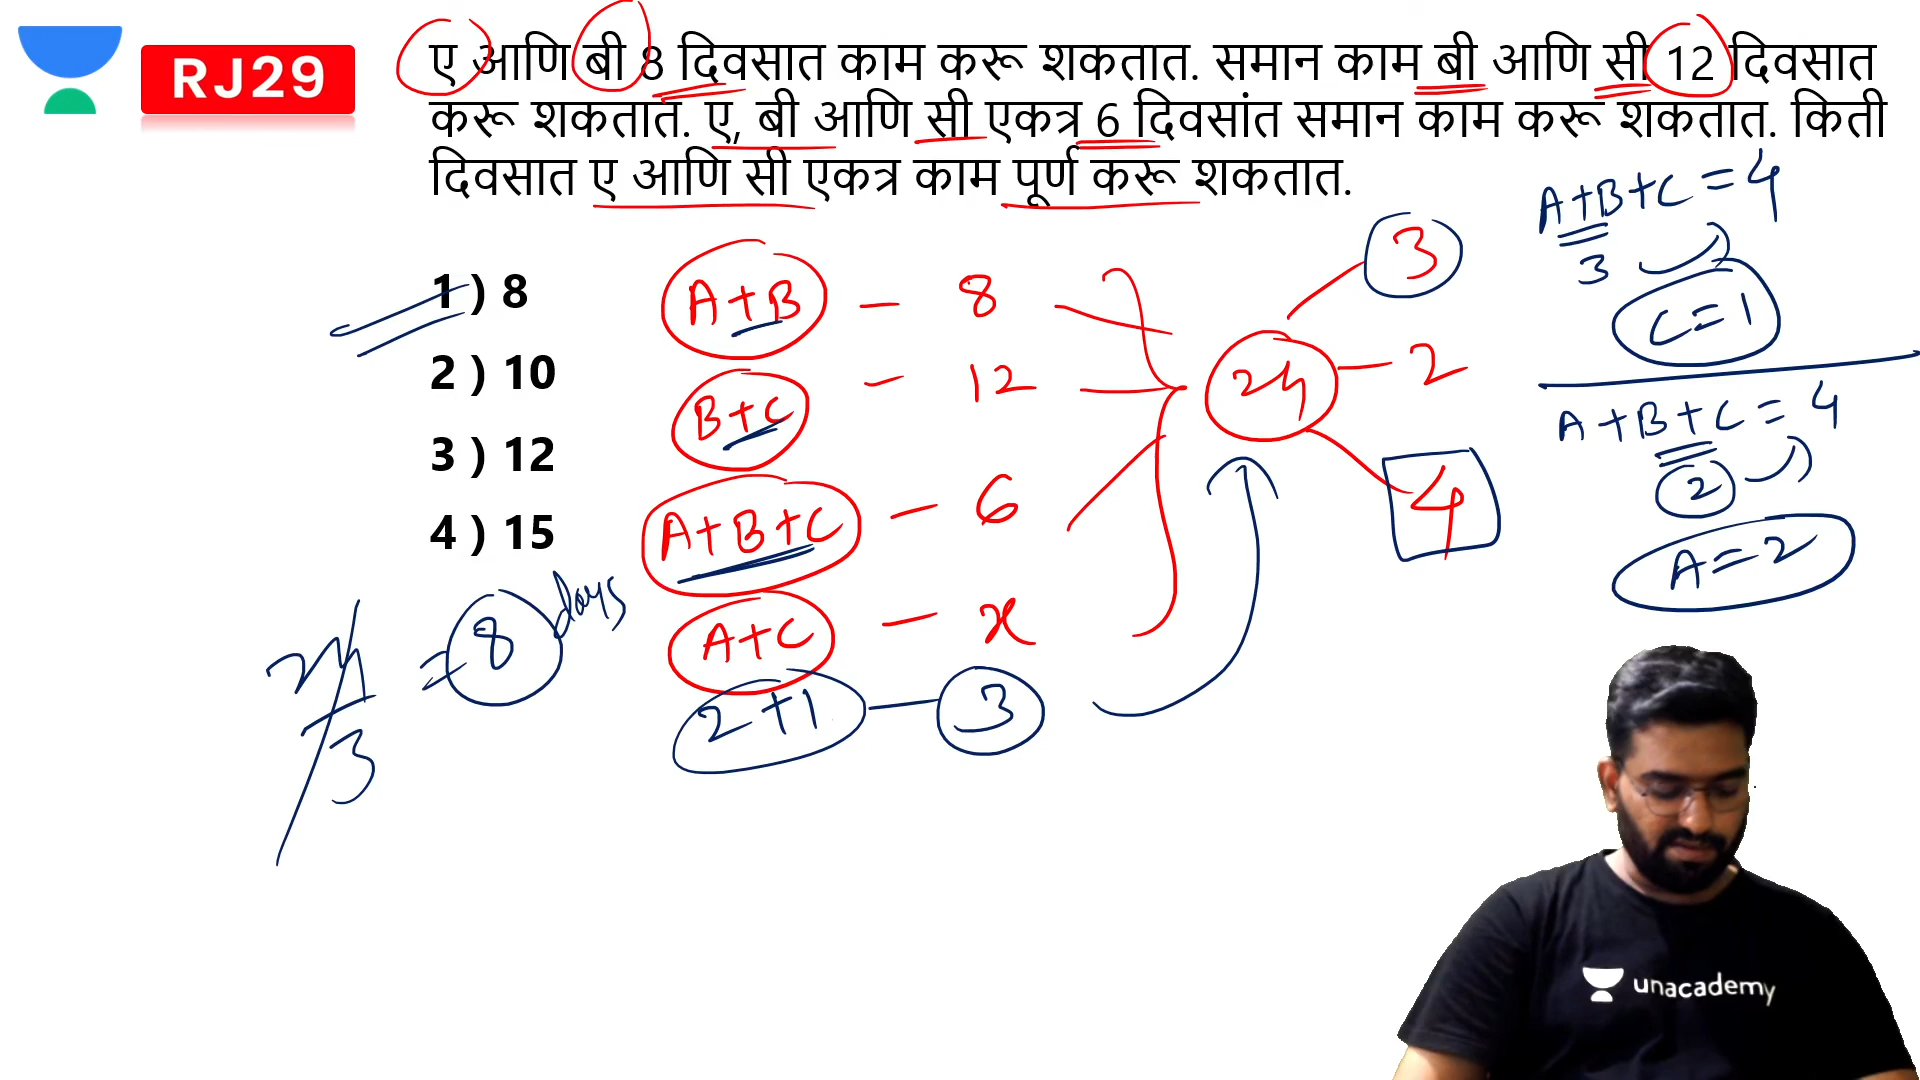 RJ29
ए आणि बी 8 दिवसात काम करू शकतात. समान काम बी आणि सी 12 दिवसात
करू शकतात. ए, बी आणि सी एकत्र 6 दिवसांत समान काम करू शकतात. किती
दिवसात ए आणि सी एकत्र काम पूर्ण करू शकतात.
1 ) 8
2 ) 10
3 ) 12
4 ) 15
A+B — 8
B+C — 12
A+B+C — 6
A+C — x
2+1 — 3
24
3
2
4
A+B+C = 4
3
C=1
A+B+C = 4
2
A=2
24/3 = 8 days
unacademy